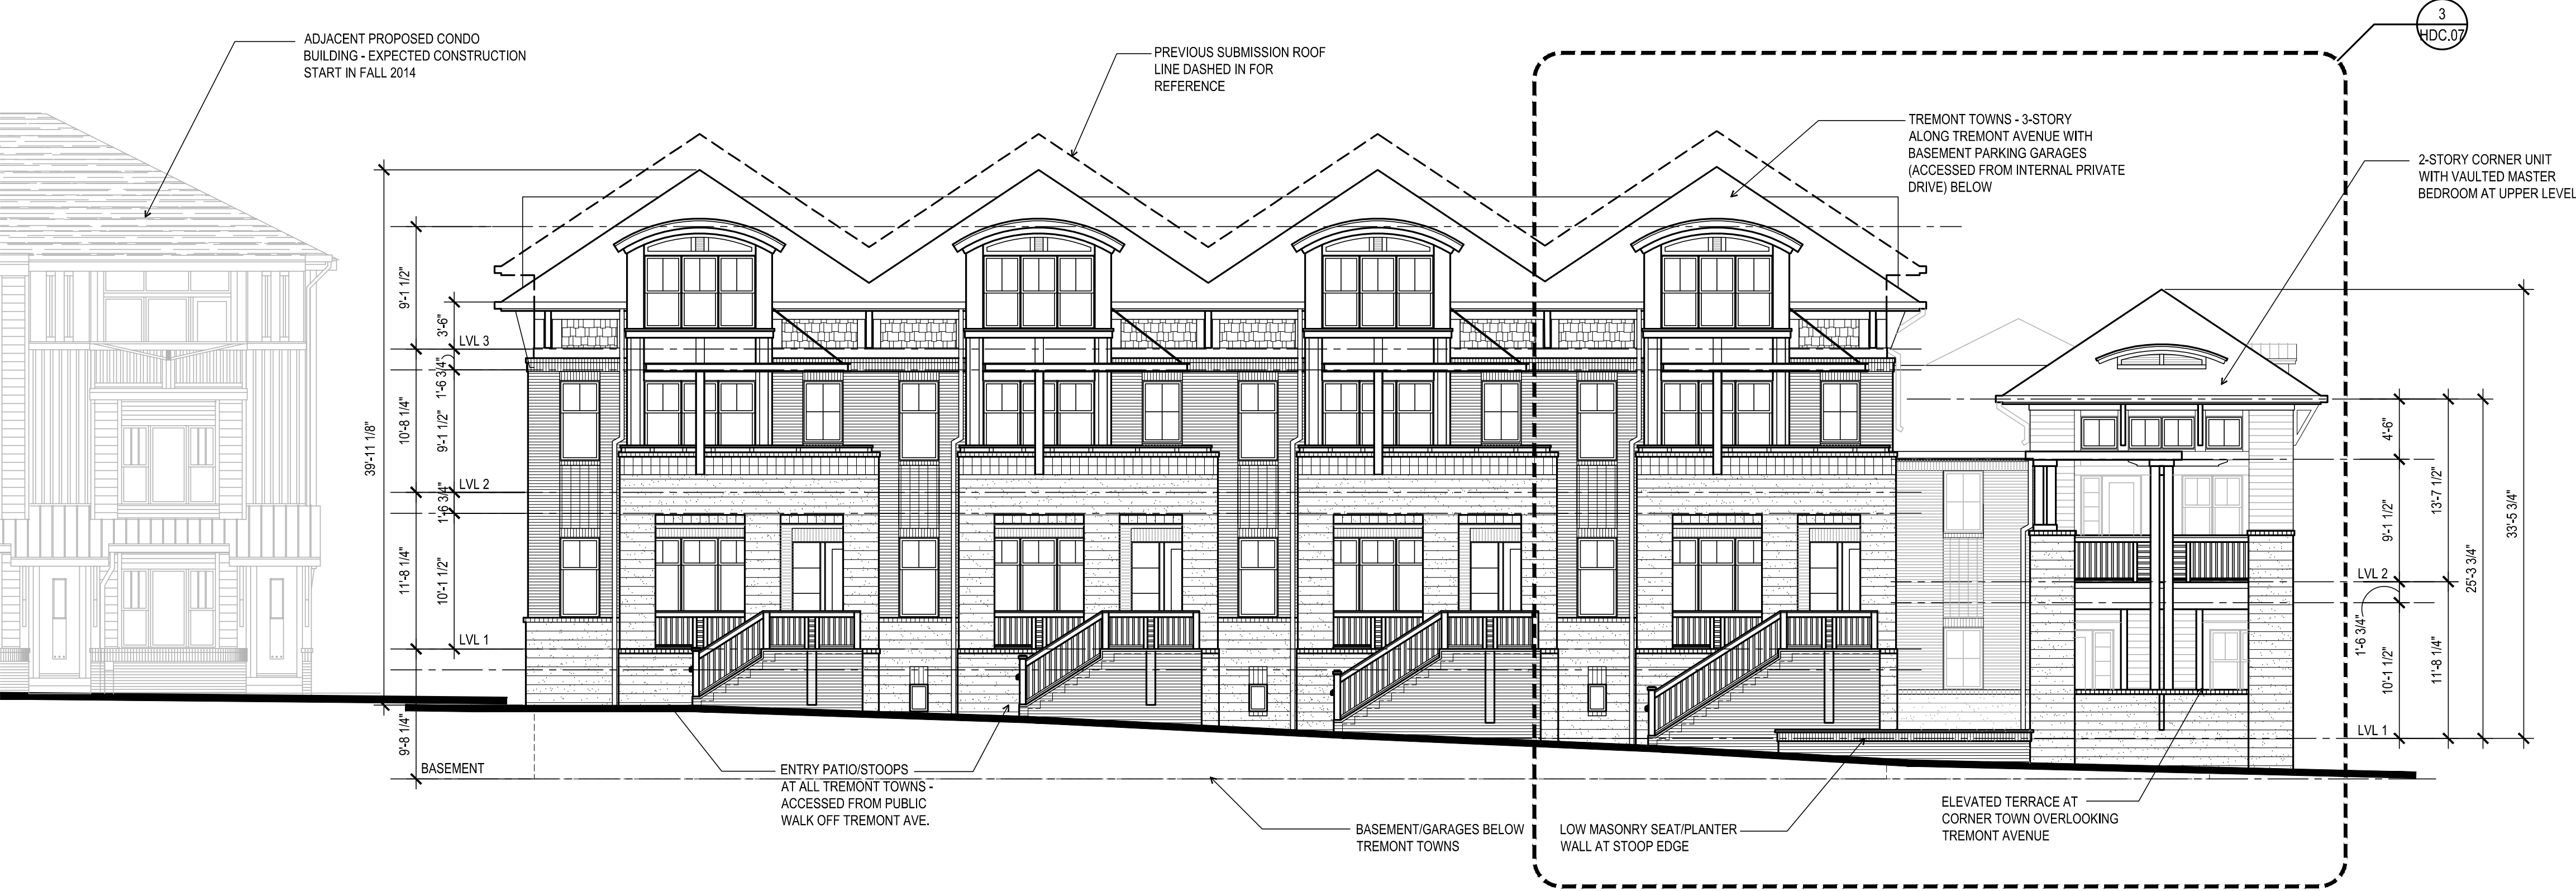 ADJACENT PROPOSED CONDO
BUILDING - EXPECTED CONSTRUCTION
START IN FALL 2014
PREVIOUS SUBMISSION ROOF
LINE DASHED IN FOR
REFERENCE
3
HDC.07
TREMONT TOWNS - 3-STORY
ALONG TREMONT AVENUE WITH
BASEMENT PARKING GARAGES
(ACCESSED FROM INTERNAL PRIVATE
DRIVE) BELOW
2-STORY CORNER UNIT
WITH VAULTED MASTER
BEDROOM AT UPPER LEVEL
39'-11 1/8"
9'-1 1/2"
10'-8 1/4"
11'-8 1/4"
9'-8 1/4"
3'-6"
1'-6 3/4"
9'-1 1/2"
1'-6 3/4"
10'-1 1/2"
LVL 3
LVL 2
LVL 1
BASEMENT
4'-6"
9'-1 1/2"
1'-6 3/4"
10'-1 1/2"
13'-7 1/2"
11'-8 1/4"
25'-3 3/4"
33'-5 3/4"
LVL 2
LVL 1
ENTRY PATIO/STOOPS
AT ALL TREMONT TOWNS -
ACCESSED FROM PUBLIC
WALK OFF TREMONT AVE.
BASEMENT/GARAGES BELOW
TREMONT TOWNS
LOW MASONRY SEAT/PLANTER
WALL AT STOOP EDGE
ELEVATED TERRACE AT
CORNER TOWN OVERLOOKING
TREMONT AVENUE